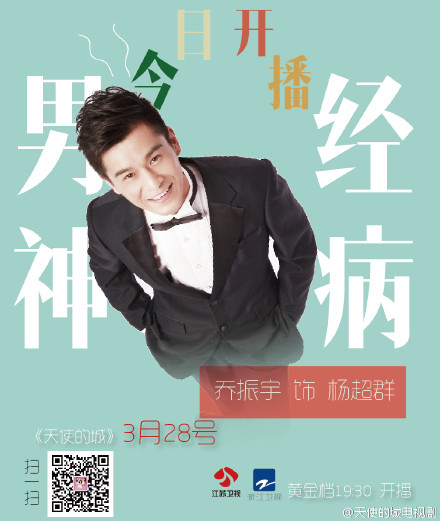 今日开播
男神
经病
乔振宇 饰 杨超群
《天使的城》3月28号
扫一扫
江苏卫视
浙江卫视
黄金档19:30 开播
@天使的城电视剧